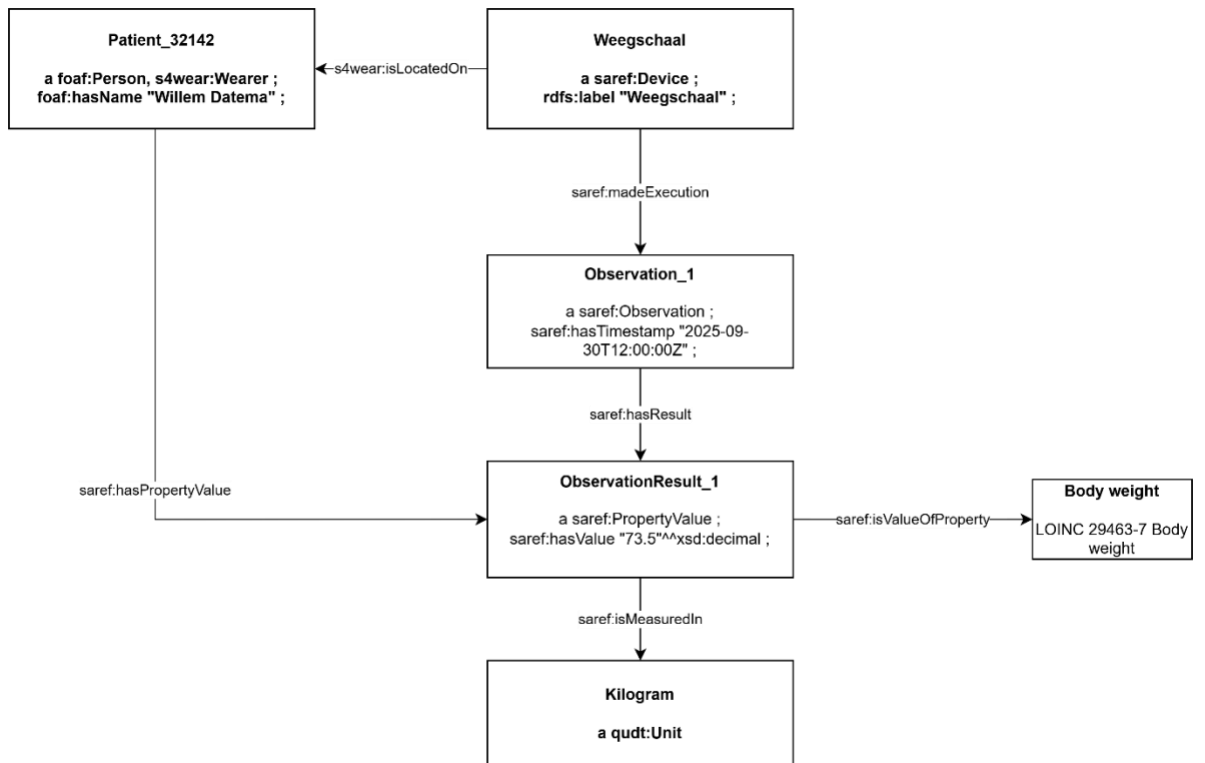 Patient_32142
a foaf:Person, s4wear:Wearer ;
foaf:hasName "Willem Datema" ;
s4wear:isLocatedOn
Weegschaal
a saref:Device ;
rdfs:label "Weegschaal" ;
saref:madeExecution
Observation_1
a saref:Observation ;
saref:hasTimestamp "2025-09-
30T12:00:00Z" ;
saref:hasResult
saref:hasPropertyValue
ObservationResult_1
a saref:PropertyValue ;
saref:hasValue "73.5"^^xsd:decimal ;
saref:isValueOfProperty
Body weight
LOINC 29463-7 Body
weight
saref:isMeasuredIn
Kilogram
a qudt:Unit